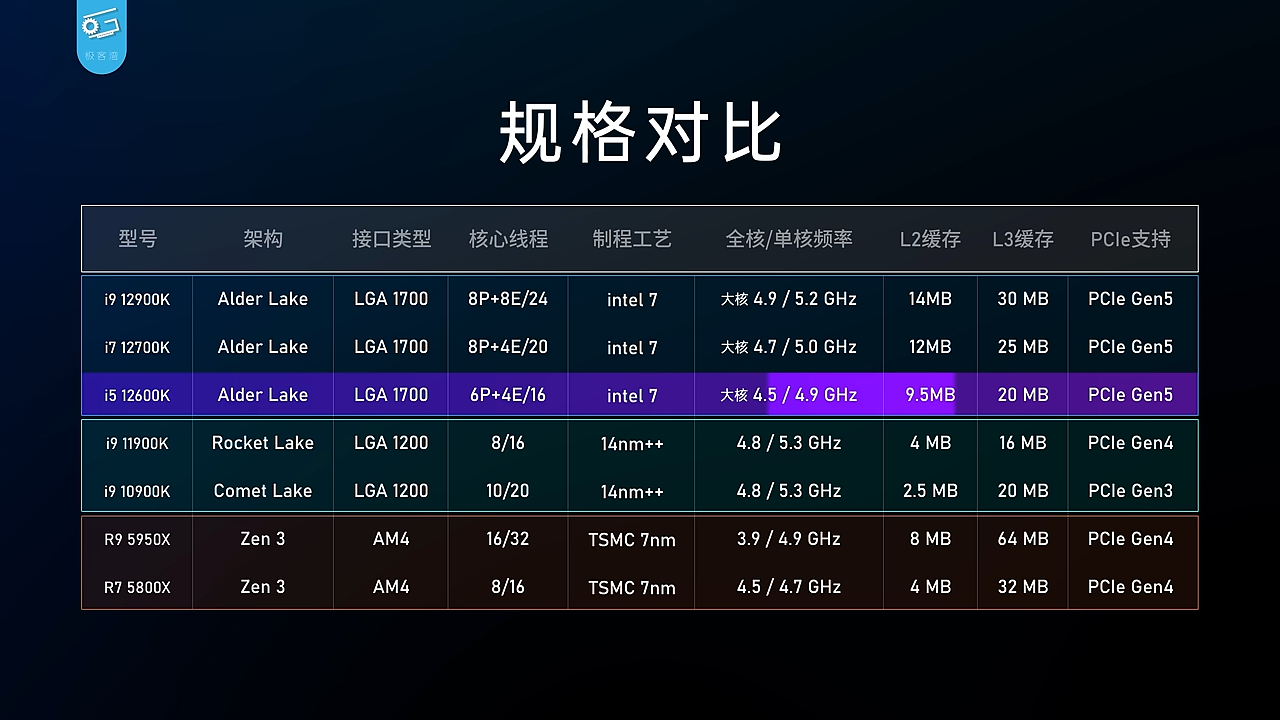 极客湾
规格对比
型号 架构 接口类型 核心线程 制程工艺 全核/单核频率 L2缓存 L3缓存 PCIe支持
i9 12900K Alder Lake LGA 1700 8P+8E/24 intel 7 大核 4.9 / 5.2 GHz 14MB 30 MB PCIe Gen5
i7 12700K Alder Lake LGA 1700 8P+4E/20 intel 7 大核 4.7 / 5.0 GHz 12MB 25 MB PCIe Gen5
i5 12600K Alder Lake LGA 1700 6P+4E/16 intel 7 大核 4.5 / 4.9 GHz 9.5MB 20 MB PCIe Gen5
i9 11900K Rocket Lake LGA 1200 8/16 14nm++ 4.8 / 5.3 GHz 4 MB 16 MB PCIe Gen4
i9 10900K Comet Lake LGA 1200 10/20 14nm++ 4.8 / 5.3 GHz 2.5 MB 20 MB PCIe Gen3
R9 5950X Zen 3 AM4 16/32 TSMC 7nm 3.9 / 4.9 GHz 8 MB 64 MB PCIe Gen4
R7 5800X Zen 3 AM4 8/16 TSMC 7nm 4.5 / 4.7 GHz 4 MB 32 MB PCIe Gen4